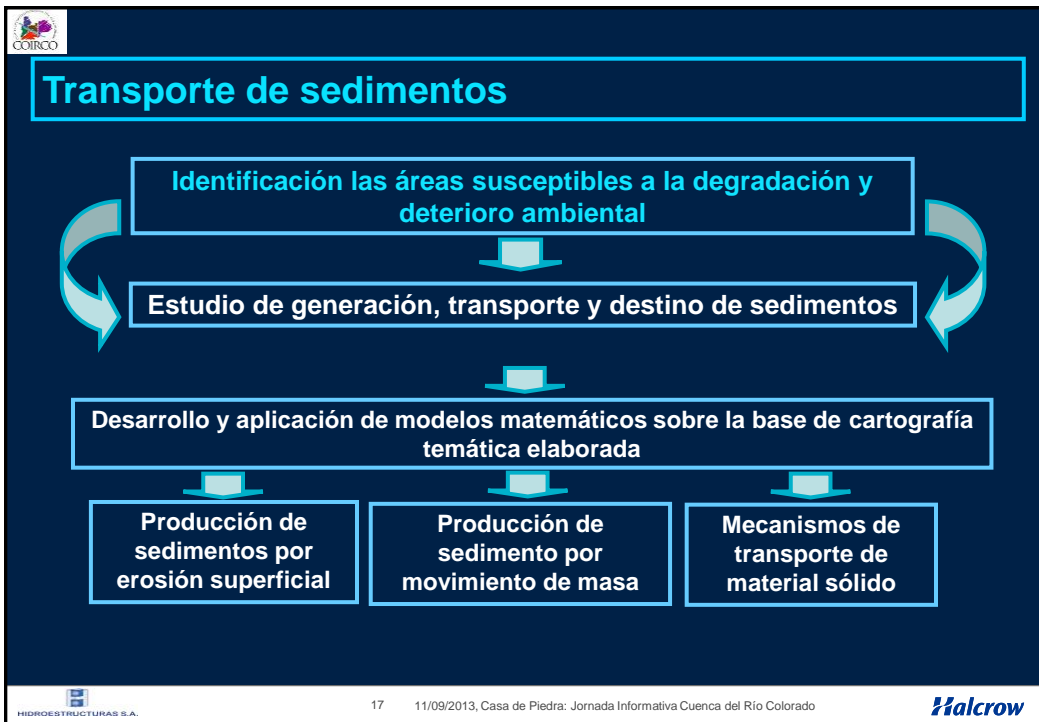 COIRCO
Transporte de sedimentos
Identificación las áreas susceptibles a la degradación y
deterioro ambiental
Estudio de generación, transporte y destino de sedimentos
Desarrollo y aplicación de modelos matemáticos sobre la base de cartografía
temática elaborada
Producción de
sedimentos por
erosión superficial
Producción de
sedimento por
movimiento de masa
Mecanismos de
transporte de
material sólido
HIDROESTRUCTURAS S.A.
17 11/09/2013, Casa de Piedra: Jornada Informativa Cuenca del Río Colorado
Halcrow